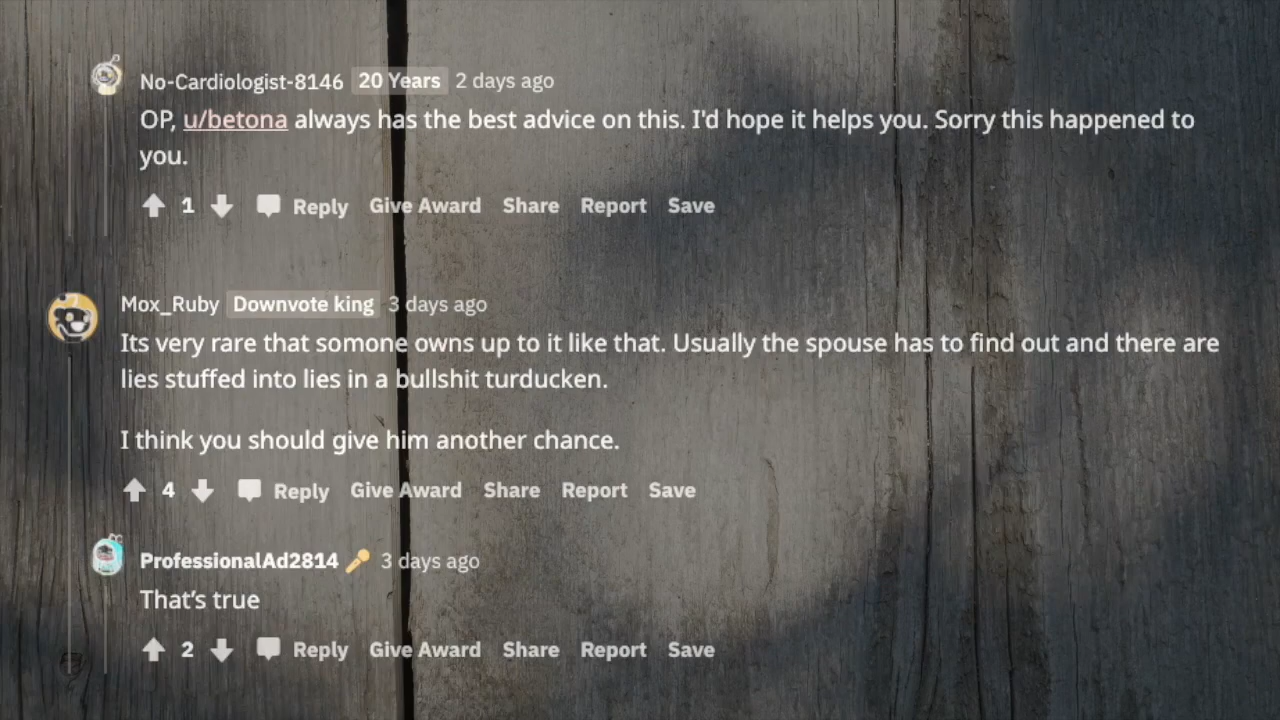 No-Cardiologist-8146 20 Years 2 days ago
OP, u/betona always has the best advice on this. I'd hope it helps you. Sorry this happened to
you.
1 Reply Give Award Share Report Save
Mox_Ruby Downvote king 3 days ago
Its very rare that somone owns up to it like that. Usually the spouse has to find out and there are
lies stuffed into lies in a bullshit turducken.
I think you should give him another chance.
4 Reply Give Award Share Report Save
ProfessionalAd2814 🎤 3 days ago
That's true
2 Reply Give Award Share Report Save